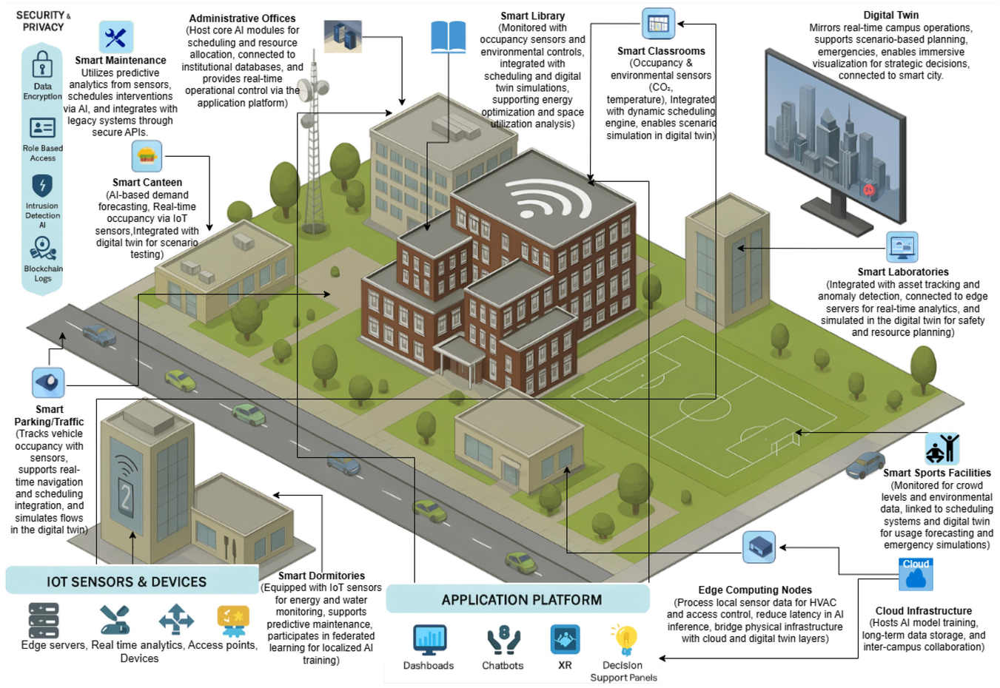 SECURITY &
PRIVACY
Data
Encryption
Role Based
Access
Intrusion
Detection
AI
Blockchain
Logs
Smart Maintenance
Utilizes predictive
analytics from sensors,
schedules interventions
via AI, and integrates with
legacy systems through
secure APIs.
Administrative Offices
(Host core AI modules for
scheduling and resource
allocation, connected to
institutional databases, and
provides real-time
operational control via the
application platform)
Smart Library
(Monitored with
occupancy sensors and
environmental controls,
integrated with
scheduling and digital
twin simulations,
supporting energy
optimization and space
utilization analysis)
Smart Classrooms
(Occupancy &
environmental sensors
(CO₂,
temperature), Integrated
with dynamic scheduling
engine, enables scenario
simulation in digital twin)
Digital Twin
Mirrors real-time campus operations,
supports scenario-based planning,
emergencies, enables immersive
visualization for strategic decisions,
connected to smart city.
Smart Canteen
(AI-based demand
forecasting, Real-time
occupancy via IoT
sensors,Integrated with
digital twin for scenario
testing)
Smart Laboratories
(Integrated with asset tracking and
anomaly detection, connected to edge
servers for real-time analytics, and
simulated in the digital twin for safety
and resource planning)
Smart
Parking/Traffic
(Tracks vehicle
occupancy with
sensors,
supports real-
time navigation
and scheduling
integration, and
simulates flows
in the digital twin)
2
Smart Sports Facilities
(Monitored for crowd
levels and environmental
data, linked to scheduling
systems and digital twin
for usage forecasting and
emergency simulations)
IOT SENSORS & DEVICES
Edge servers, Real time analytics, Access points,
Devices
Smart Dormitories
(Equipped with IoT sensors
for energy and water
monitoring, supports
predictive maintenance,
participates in federated
learning for localized AI
training)
APPLICATION PLATFORM
Dashboads
Chatbots
XR
Decision
Support Panels
Edge Computing Nodes
(Process local sensor data for HVAC
and access control, reduce latency in AI
inference, bridge physical infrastructure
with cloud and digital twin layers)
Cloud
Cloud Infrastructure
(Hosts AI model training,
long-term data storage, and
inter-campus collaboration)